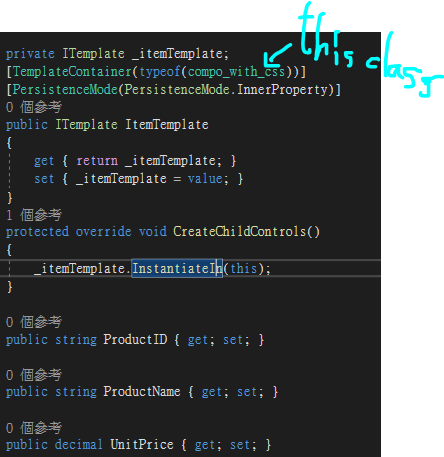 this class
private ITemplate _itemTemplate;
[TemplateContainer(typeof(compo_with_css))]
[PersistenceMode(PersistenceMode.InnerProperty)]
0 個參考
public ITemplate ItemTemplate
{
get { return _itemTemplate; }
set { _itemTemplate = value; }
}
1 個參考
protected override void CreateChildControls()
{
_itemTemplate.InstantiateIn(this);
}
0 個參考
public string ProductID { get; set; }
0 個參考
public string ProductName { get; set; }
0 個參考
public decimal UnitPrice { get; set; }